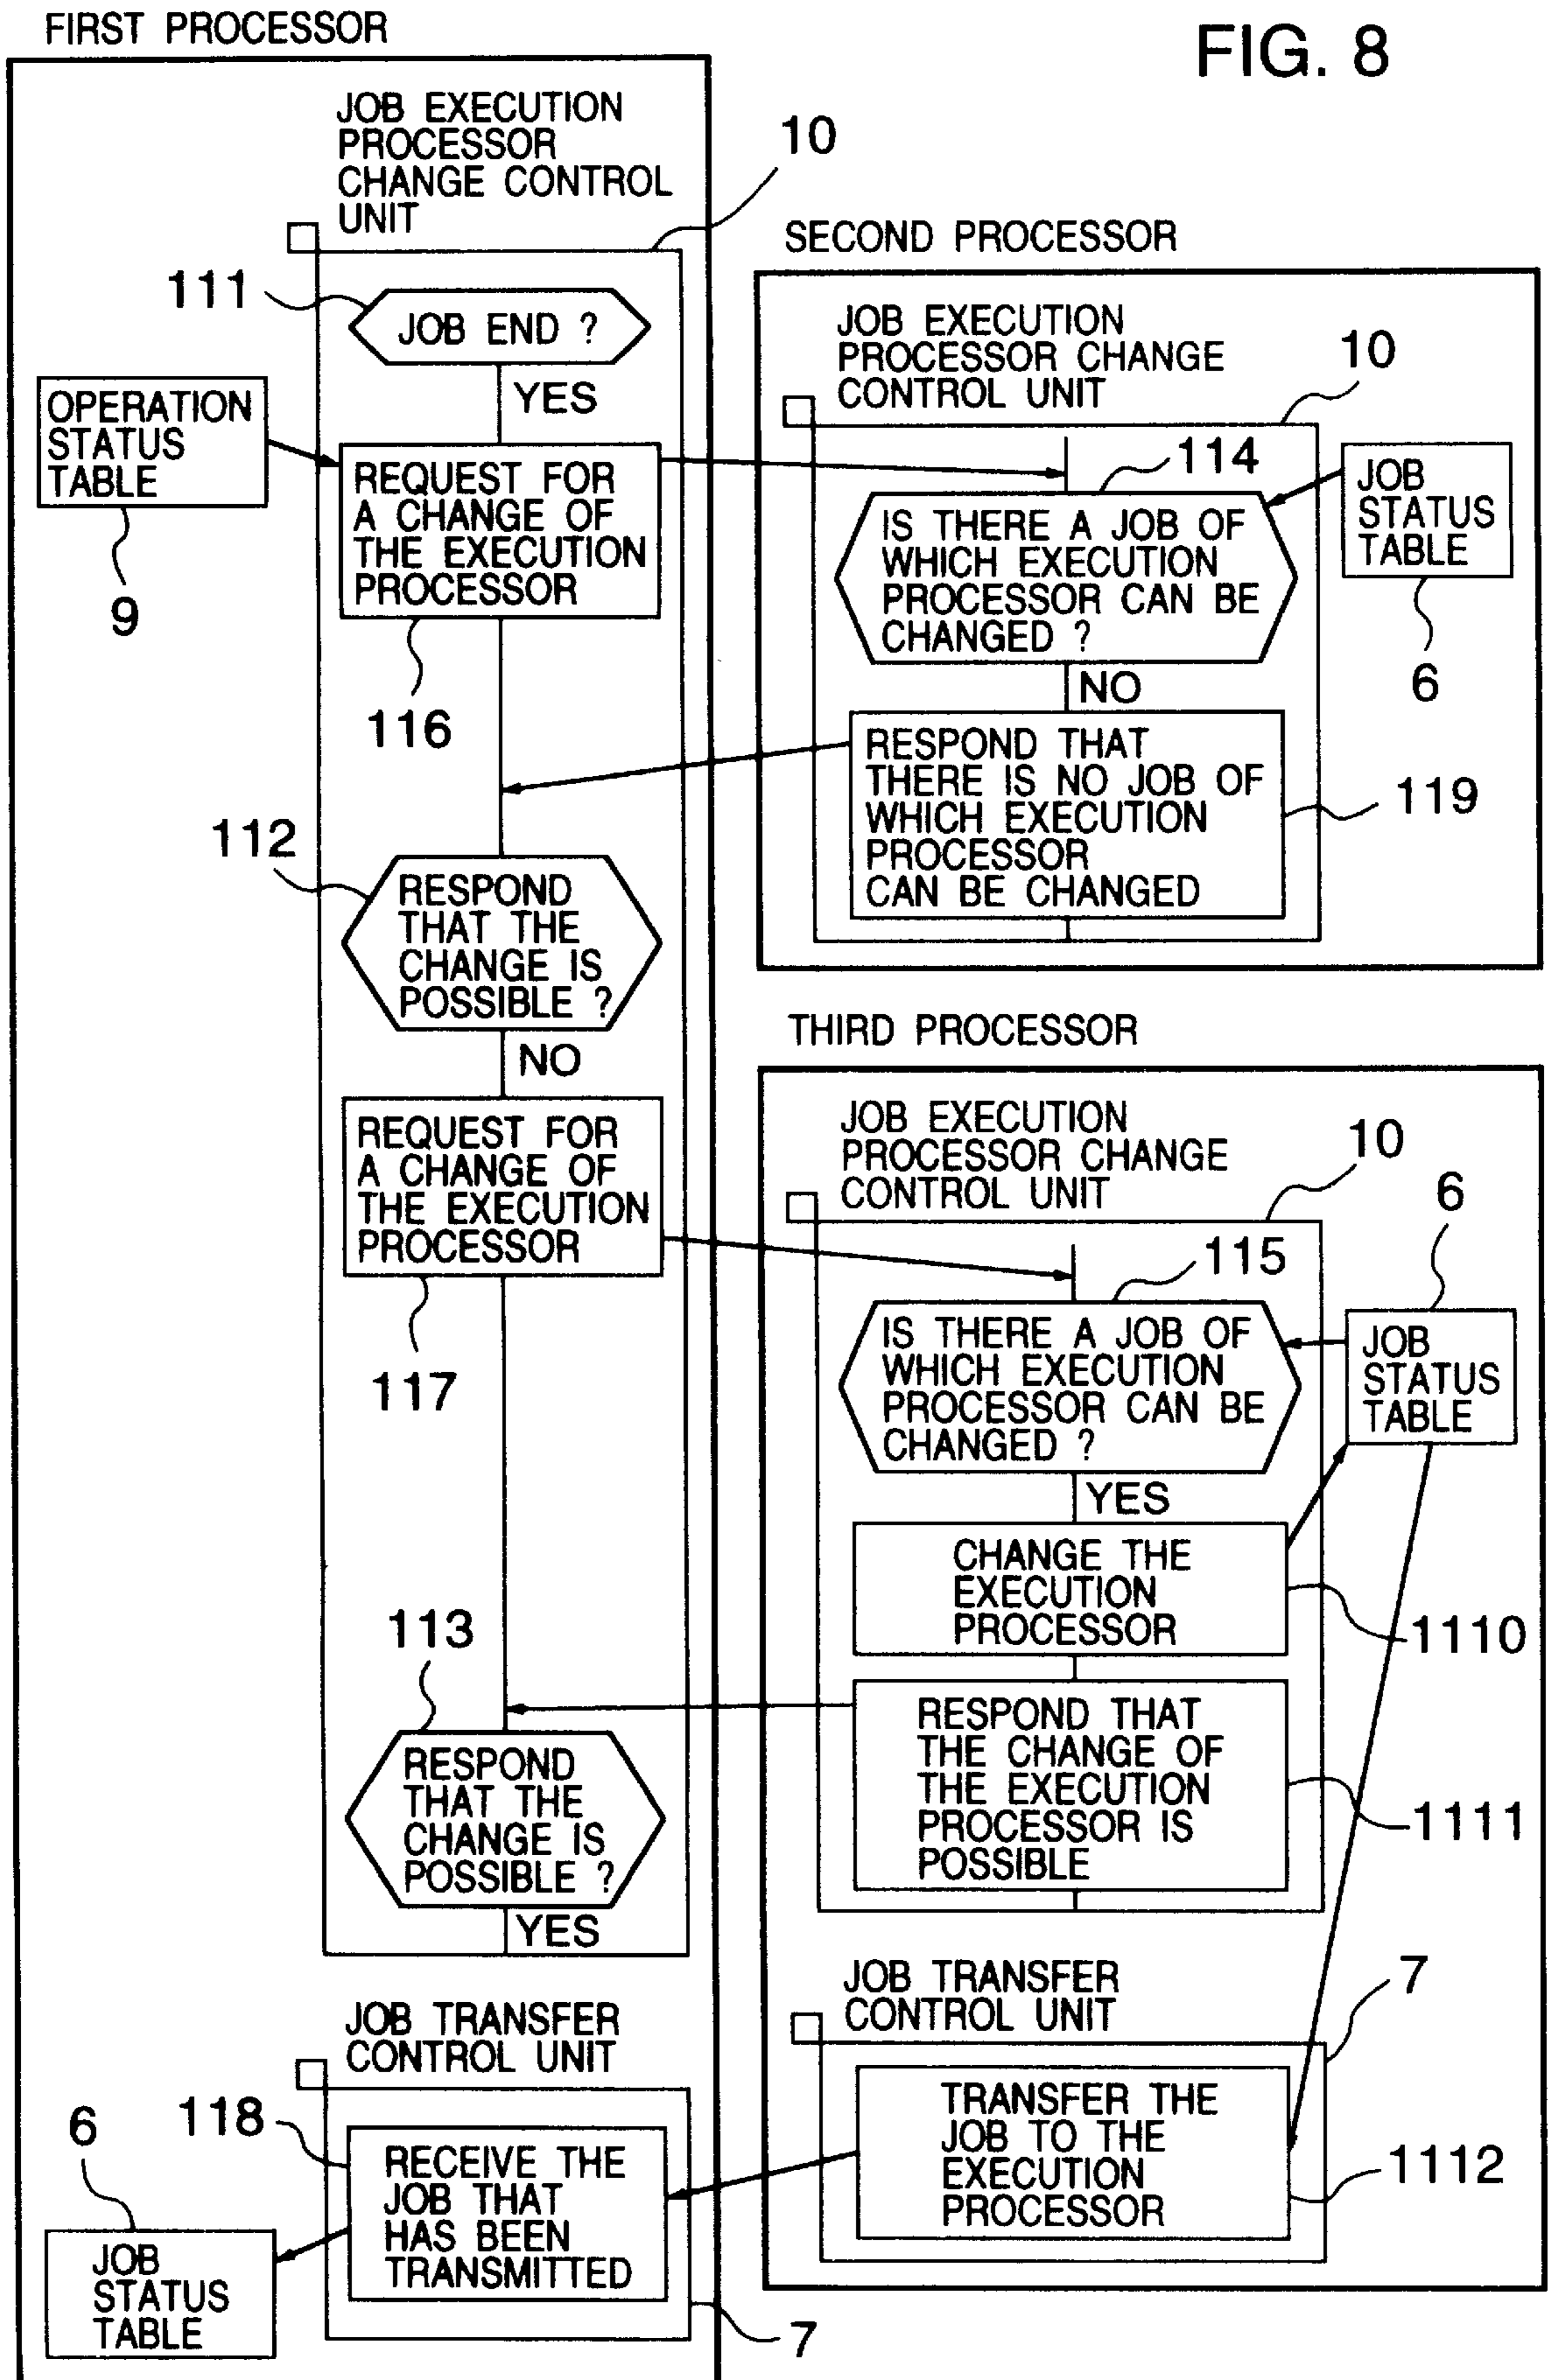 FIG. 8
FIRST PROCESSOR
JOB EXECUTION
PROCESSOR
CHANGE CONTROL
UNIT
10
111
JOB END ?
YES
OPERATION
STATUS
TABLE
9
REQUEST FOR
A CHANGE OF
THE EXECUTION
PROCESSOR
116
112
RESPOND
THAT THE
CHANGE IS
POSSIBLE ?
NO
REQUEST FOR
A CHANGE OF
THE EXECUTION
PROCESSOR
117
113
RESPOND
THAT THE
CHANGE IS
POSSIBLE ?
YES
JOB TRANSFER
CONTROL UNIT
118
RECEIVE THE
JOB THAT
HAS BEEN
TRANSMITTED
7
6
JOB
STATUS
TABLE
SECOND PROCESSOR
JOB EXECUTION
PROCESSOR CHANGE
CONTROL UNIT
10
114
IS THERE A JOB OF
WHICH EXECUTION
PROCESSOR CAN BE
CHANGED ?
JOB
STATUS
TABLE
6
NO
RESPOND THAT
THERE IS NO JOB OF
WHICH EXECUTION
PROCESSOR
CAN BE CHANGED
119
THIRD PROCESSOR
JOB EXECUTION
PROCESSOR CHANGE
CONTROL UNIT
10
115
IS THERE A JOB OF
WHICH EXECUTION
PROCESSOR CAN BE
CHANGED ?
6
JOB
STATUS
TABLE
YES
CHANGE THE
EXECUTION
PROCESSOR
1110
RESPOND THAT
THE CHANGE OF
THE EXECUTION
PROCESSOR IS
POSSIBLE
1111
JOB TRANSFER
CONTROL UNIT
7
TRANSFER THE
JOB TO THE
EXECUTION
PROCESSOR
1112